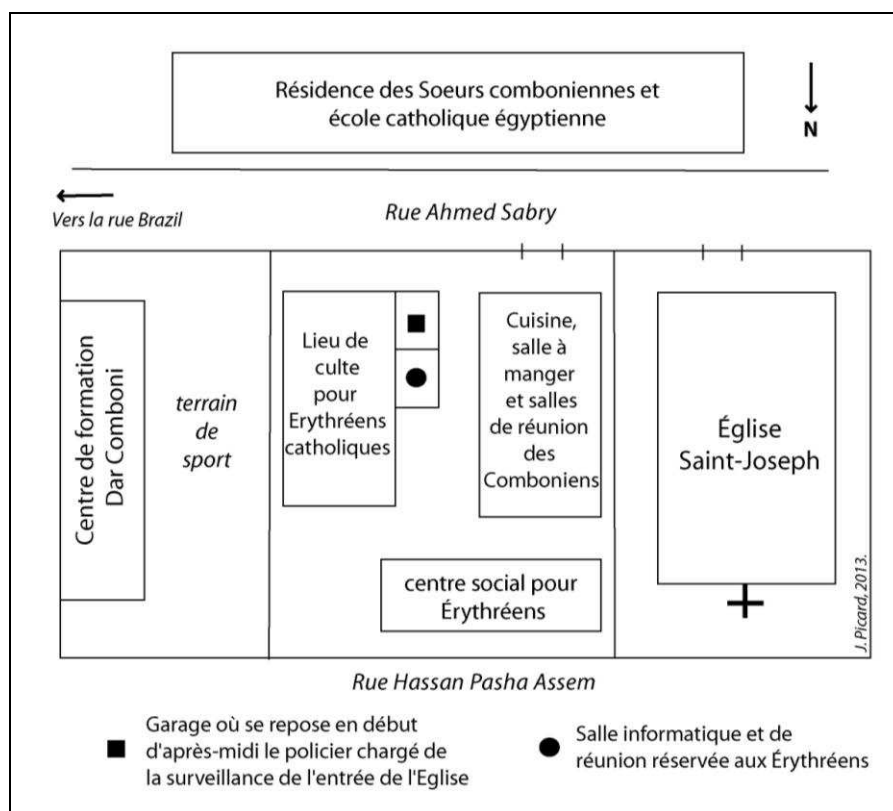 Résidence des Soeurs comboniennes et
école catholique égyptienne
N
Vers la rue Brazil
Rue Ahmed Sabry
Centre de formation
Dar Comboni
terrain
de
sport
Lieu de
culte
pour
Erythréens
catholiques
Cuisine,
salle à
manger
et salles
de réunion
des
Comboniens
Église
Saint-Joseph
centre social pour
Érythréens
J. Picard, 2013.
Rue Hassan Pasha Assem
Garage où se repose en début
d'après-midi le policier chargé de
la surveillance de l'entrée de l'Eglise
Salle informatique et de
réunion réservée aux Érythréens